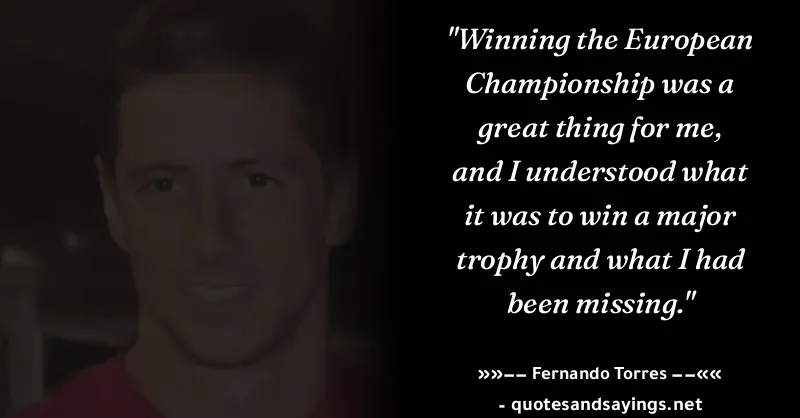 "Winning the European
Championship was a
great thing for me,
and I understood what
it was to win a major
trophy and what I had
been missing."
»»−− Fernando Torres −−««
- quotesandsayings.net